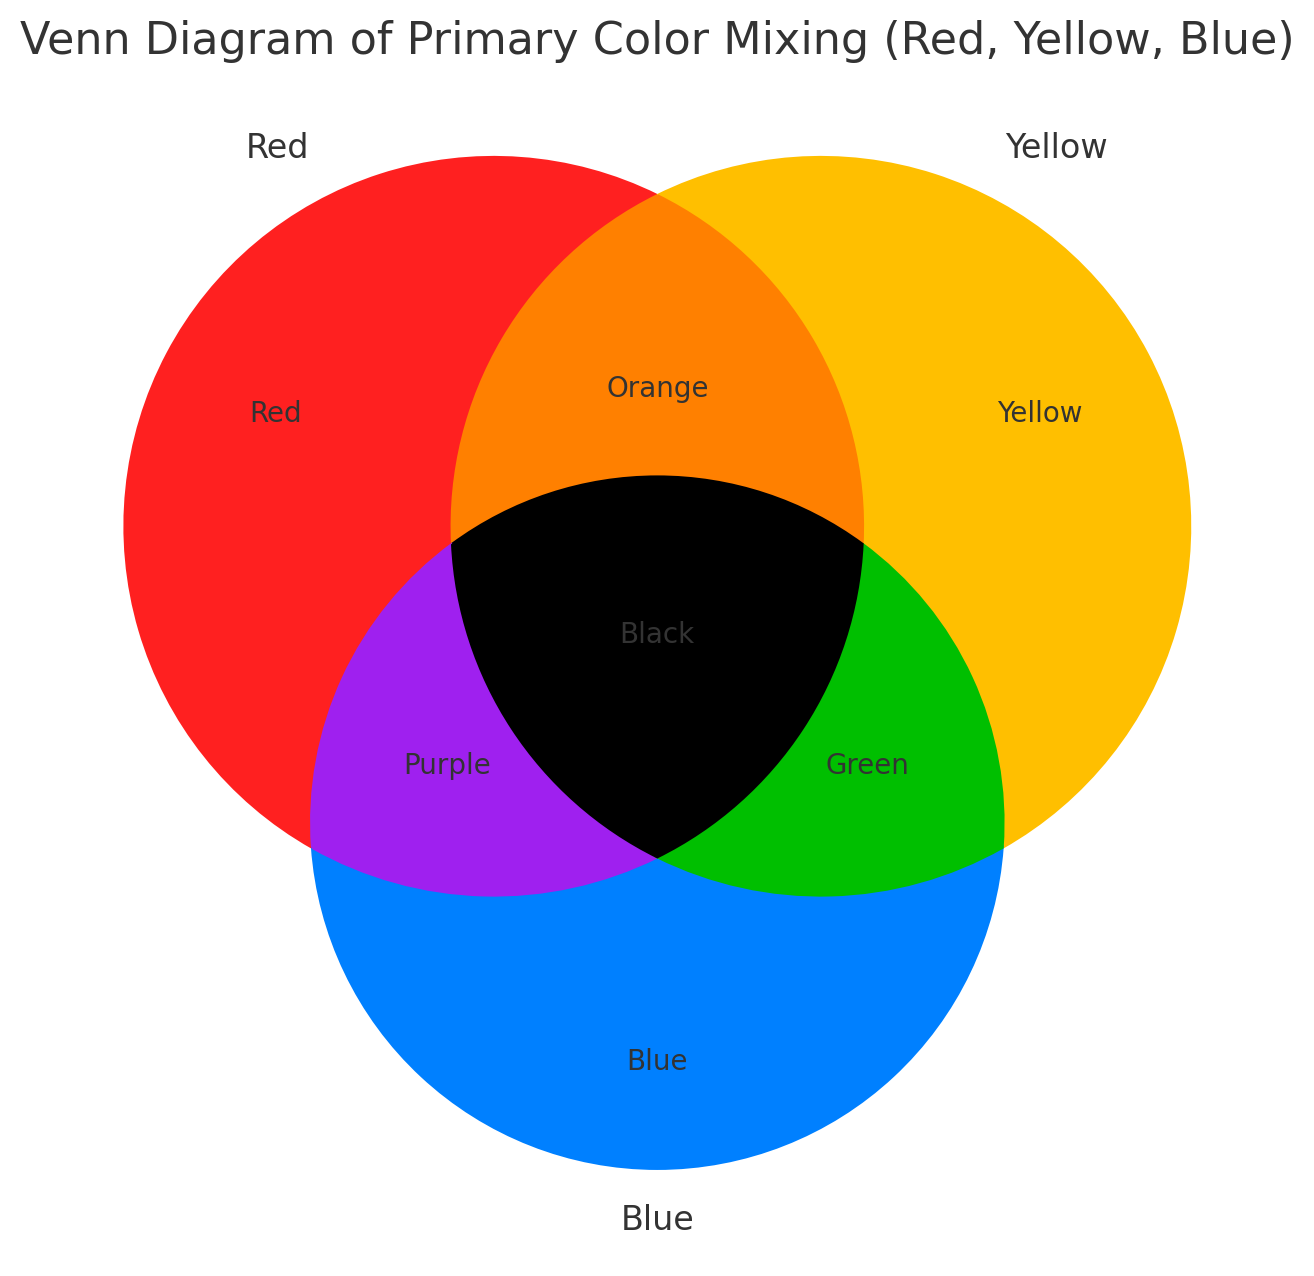 Venn Diagram of Primary Color Mixing (Red, Yellow, Blue)
Red
Yellow
Orange
Red
Yellow
Black
Purple
Green
Blue
Blue